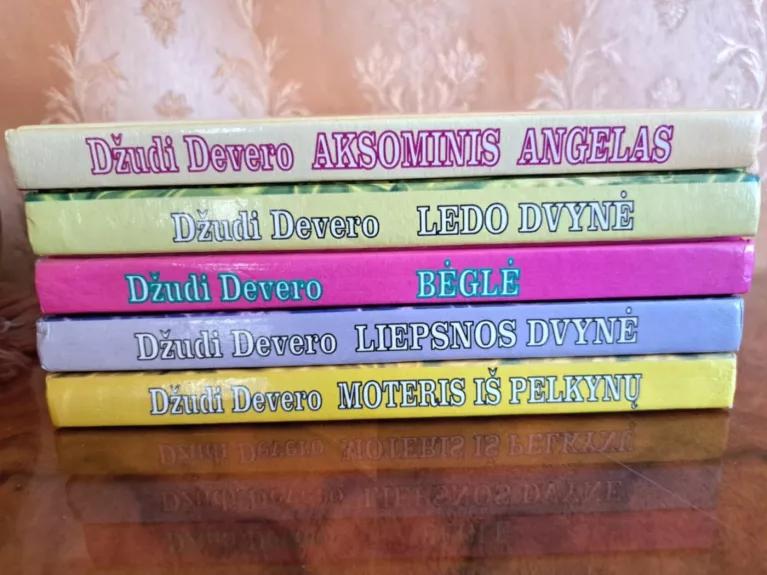 Džudi Devero AKSOMINIS ANGELAS
Džudi Devero LEDO DVYNĖ
Džudi Devero BĖGLĖ
Džudi Devero LIEPSNOS DVYNĖ
Džudi Devero MOTERIS IŠ PELKYNŲ